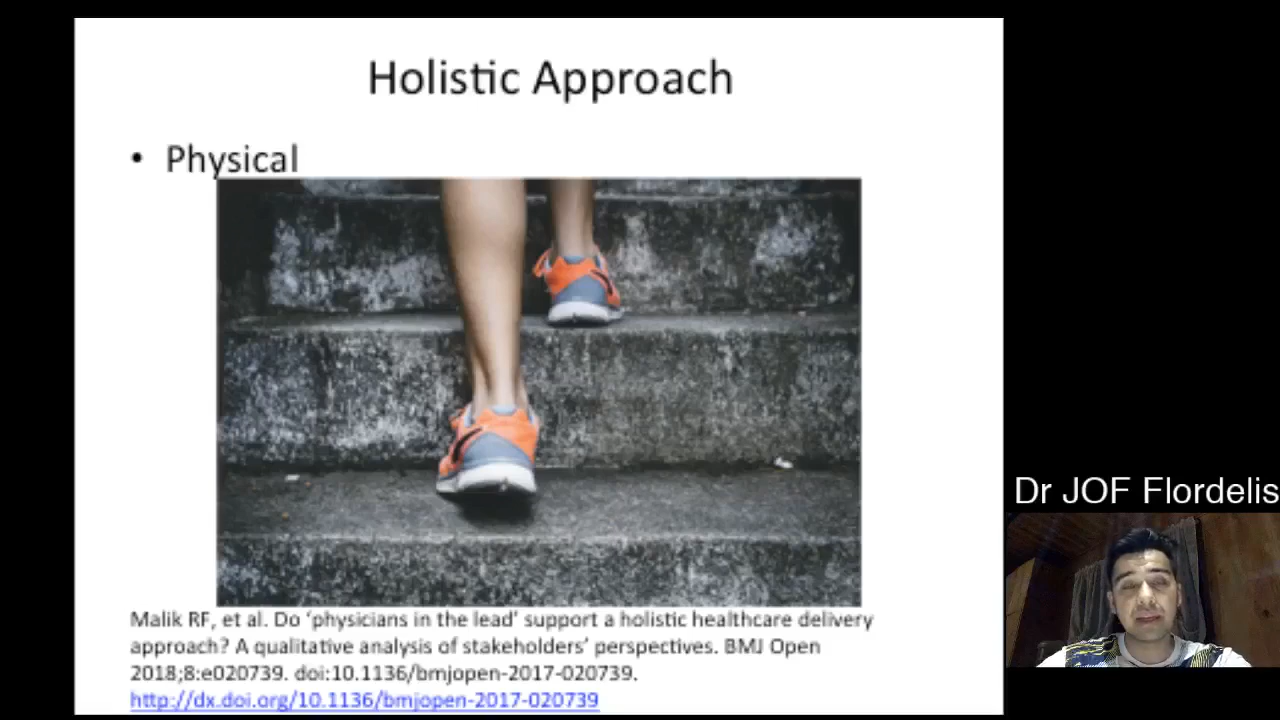 Holistic Approach
• Physical
Malik RF, et al. Do ‘physicians in the lead’ support a holistic healthcare delivery
approach? A qualitative analysis of stakeholders’ perspectives. BMJ Open
2018;8:e020739. doi:10.1136/bmjopen-2017-020739.
http://dx.doi.org/10.1136/bmjopen-2017-020739
Dr JOF Flordelis